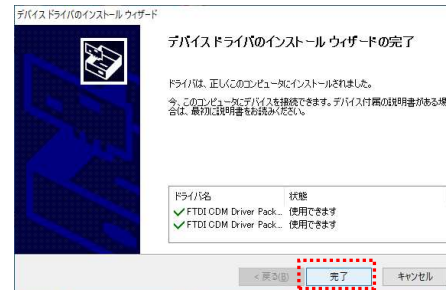 デバイス ドライバのインストール ウィザード
デバイス ドライバのインストール ウィザードの完了
ドライバは、正しくこのコンピュータにインストールされました。
今、このコンピュータにデバイスを接続できます。デバイス付属の説明書がある場
合は、最初に説明書をお読みください。
ドライバ名 状態
FTDI CDM Driver Pack... 使用できます
FTDI CDM Driver Pack... 使用できます
< 戻る(B) 完了 キャンセル